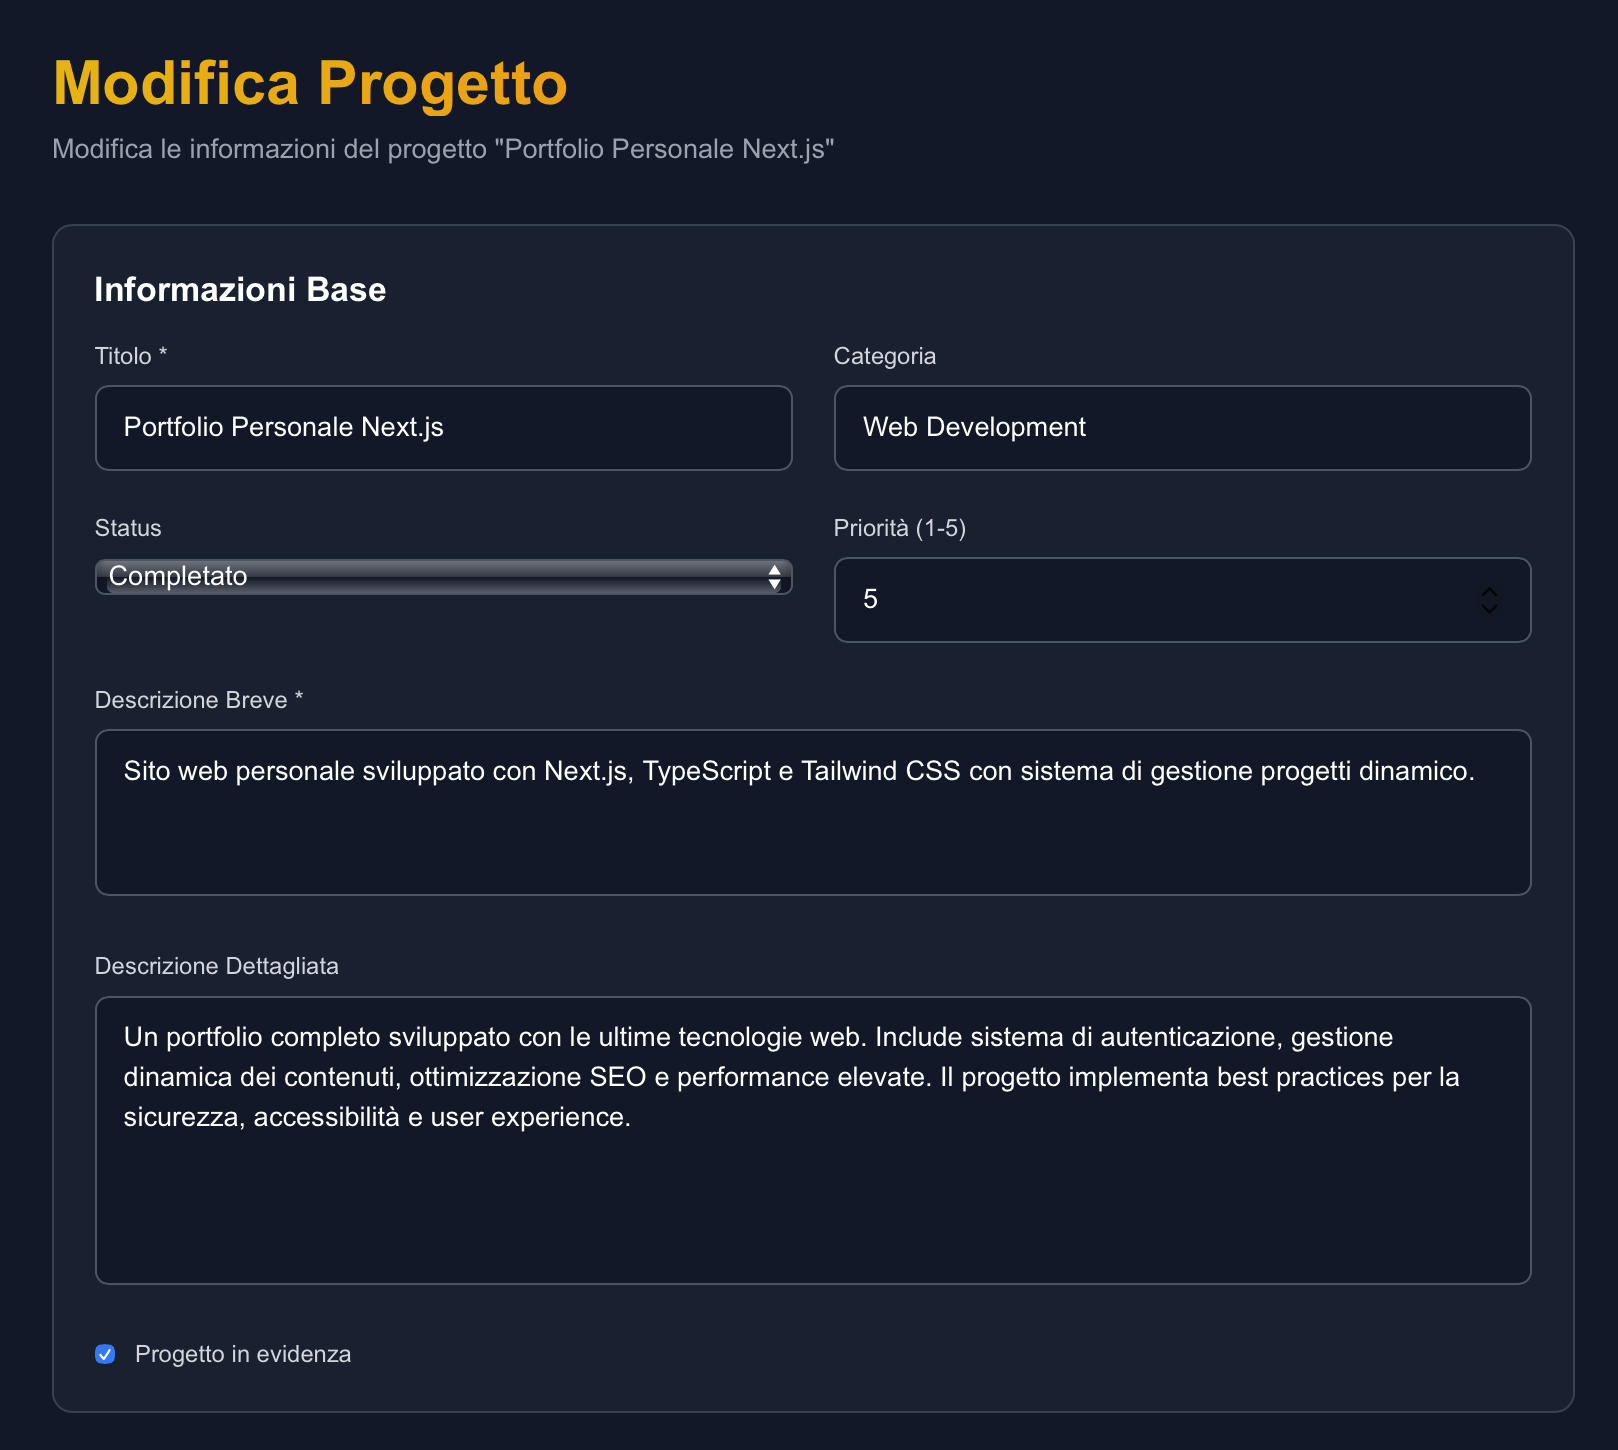 Modifica Progetto
Modifica le informazioni del progetto "Portfolio Personale Next.js"
Informazioni Base
Titolo *
Categoria
Portfolio Personale Next.js
Web Development
Status
Priorità (1-5)
Completato
5
Descrizione Breve *
Sito web personale sviluppato con Next.js, TypeScript e Tailwind CSS con sistema di gestione progetti dinamico.
Descrizione Dettagliata
Un portfolio completo sviluppato con le ultime tecnologie web. Include sistema di autenticazione, gestione
dinamica dei contenuti, ottimizzazione SEO e performance elevate. Il progetto implementa best practices per la
sicurezza, accessibilità e user experience.
Progetto in evidenza